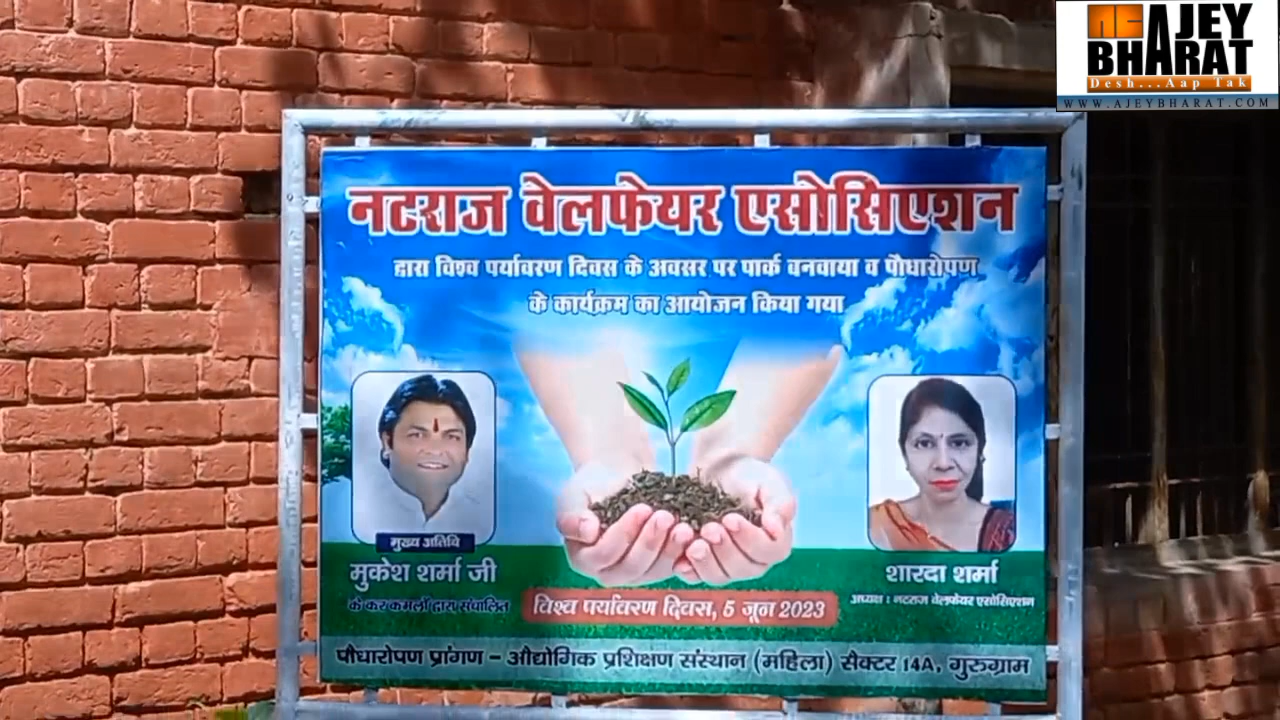 AJEY
BHARAT
Desh...Aap Tak
WWW.AJEYBHARAT.COM
नटराज वेलफेयर एसोसिएशन
द्वारा विश्व पर्यावरण दिवस के अवसर पर पार्क बनवाया व पौधारोपण
के कार्यक्रम का आयोजन किया गया
मुख्य अतिथि
मुकेश शर्मा जी
के कर कमलों द्वारा संचालित
शारदा शर्मा
अध्यक्ष : नटराज वेलफेयर एसोसिएशन
विश्व पर्यावरण दिवस, 5 जून 2023
पौधारोपण प्रांगण – औद्योगिक प्रशिक्षण संस्थान (महिला) सैक्टर 14A, गुरुग्राम